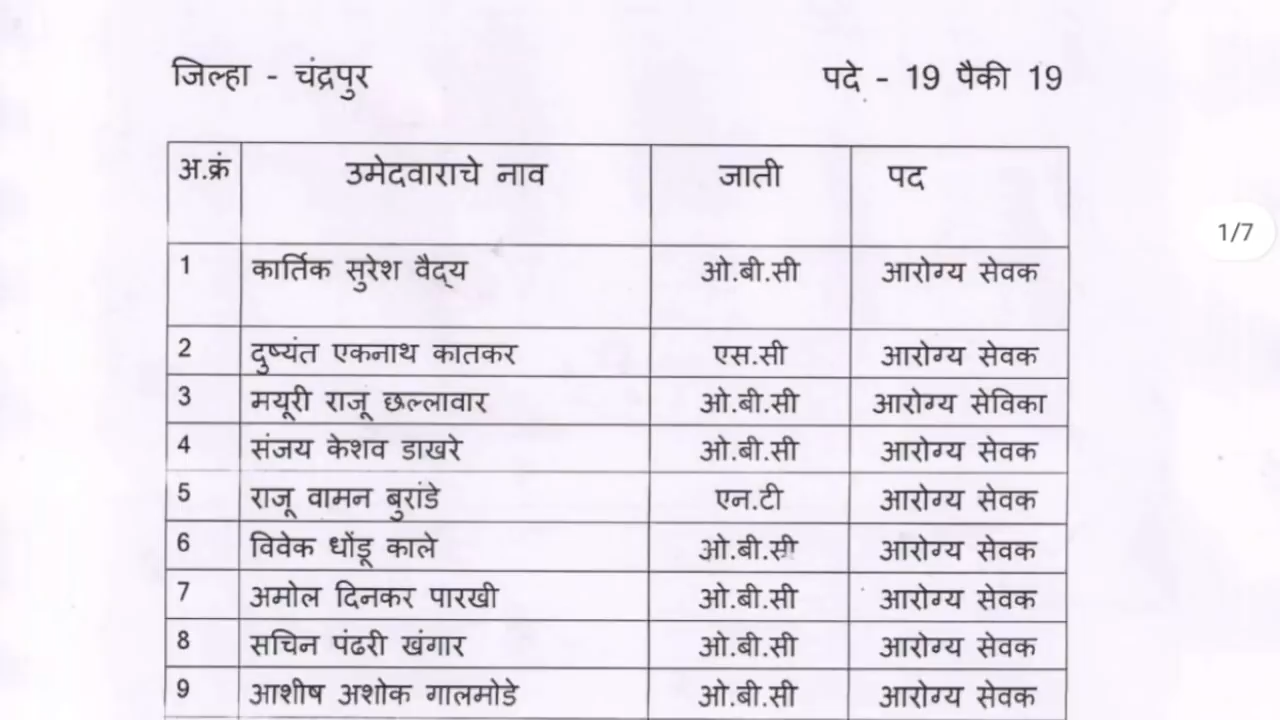 जिल्हा - चंद्रपुर पदे - 19 पैकी 19
अ.क्रं उमेदवाराचे नाव जाती पद
1/7
1 कार्तिक सुरेश वैद्य ओ.बी.सी आरोग्य सेवक
2 दुष्यंत एकनाथ कातकर एस.सी आरोग्य सेवक
3 मयूरी राजू छल्लावार ओ.बी.सी आरोग्य सेविका
4 संजय केशव डाखरे ओ.बी.सी आरोग्य सेवक
5 राजू वामन बुरांडे एन.टी आरोग्य सेवक
6 विवेक धोंडू काले ओ.बी.सी आरोग्य सेवक
7 अमोल दिनकर पारखी ओ.बी.सी आरोग्य सेवक
8 सचिन पंढरी खंगार ओ.बी.सी आरोग्य सेवक
9 आशीष अशोक गालमोडे ओ.बी.सी आरोग्य सेवक